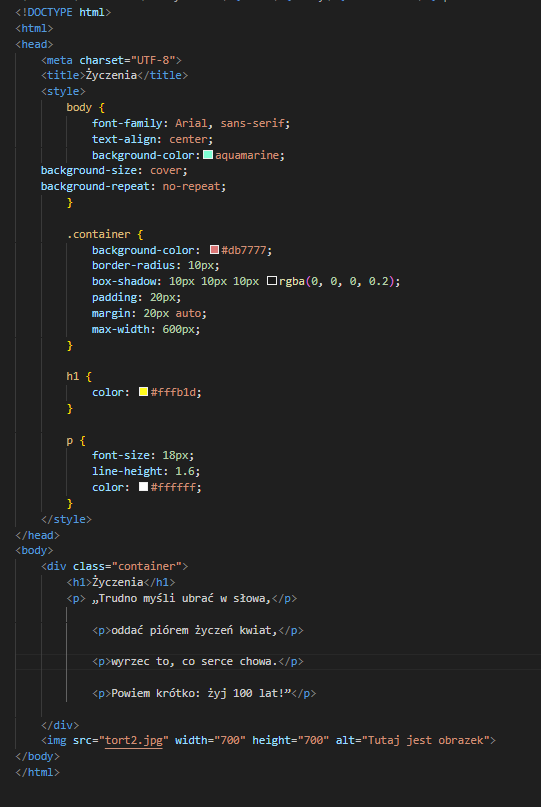 <!DOCTYPE html>
<html>
<head>
    <meta charset="UTF-8">
    <title>Życzenia</title>
    <style>
        body {
            font-family: Arial, sans-serif;
            text-align: center;
            background-color: aquamarine;
    background-size: cover;
    background-repeat: no-repeat;
        }

        .container {
            background-color: #db7777;
            border-radius: 10px;
            box-shadow: 10px 10px 10px rgba(0, 0, 0, 0.2);
            padding: 20px;
            margin: 20px auto;
            max-width: 600px;
        }

        h1 {
            color: #fffb1d;
        }

        p {
            font-size: 18px;
            line-height: 1.6;
            color: #ffffff;
        }
    </style>
</head>
<body>
    <div class="container">
        <h1>Życzenia</h1>
        <p> „Trudno myśli ubrać w słowa,</p>

            <p>oddać piórem życzeń kwiat,</p>

            <p>wyrzec to, co serce chowa.</p>

            <p>Powiem krótko: żyj 100 lat!”</p>

    </div>
    <img src="tort2.jpg" width="700" height="700" alt="Tutaj jest obrazek">
</body>
</html>